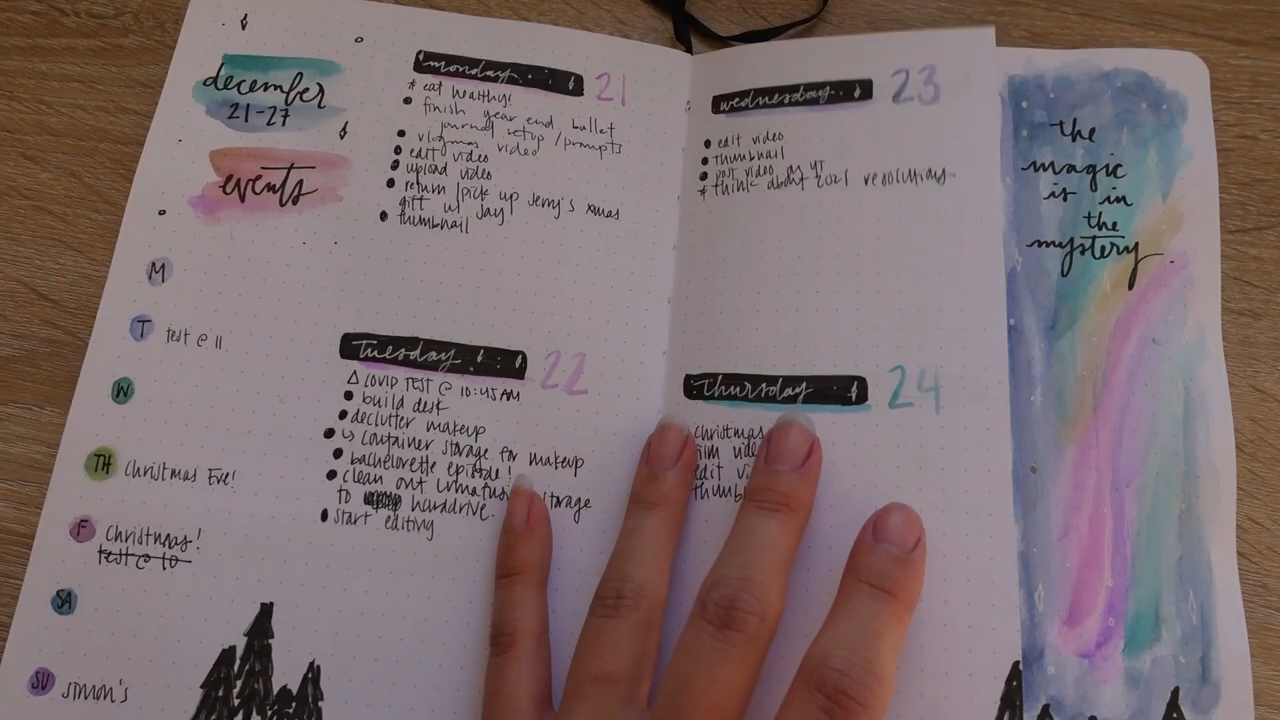 december
21-27
events
M
T test @ 11
W
TH Christmas Eve!
F Christmas!
test @ 10
SA
SU simon's
monday 21
* eat healthy!
finish year end bullet
journal setup / prompts
vlogmas video
edit video
upload video
return / pick up Jerry's xmas
gift w/ Jay
thumbnail
Tuesday 22
△ COVID TEST @ 10:45AM
build desk
declutter makeup
↳ container storage for makeup
bachelorette episode!
clean out storage
to harddrive.
start editing
wednesday 23
edit video
thumbnail
post video on YT
* think about 2021 resolutions
Thursday 24
christmas
film
edit
the
magic
is in
the
mystery.